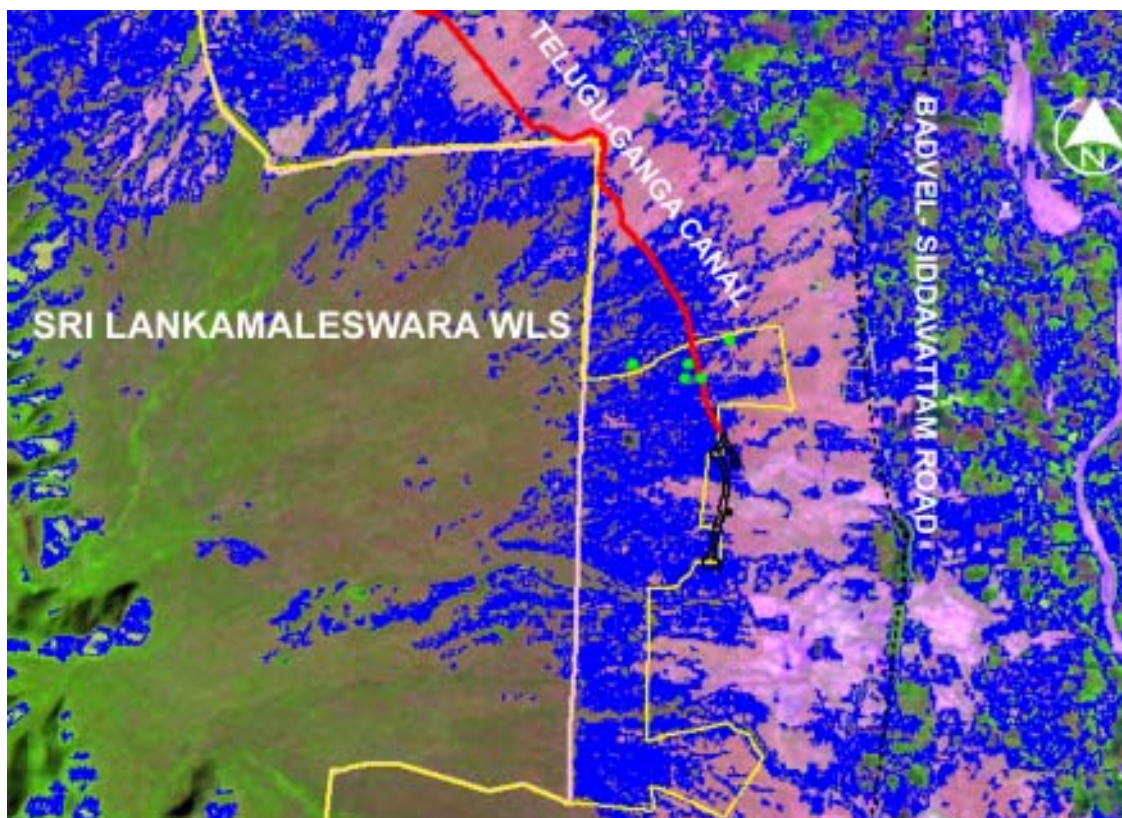 TELUGU-GANGA CANAL
BADVEL- SIDDAVATTAM ROAD
N
SRI LANKAMALESWARA WLS